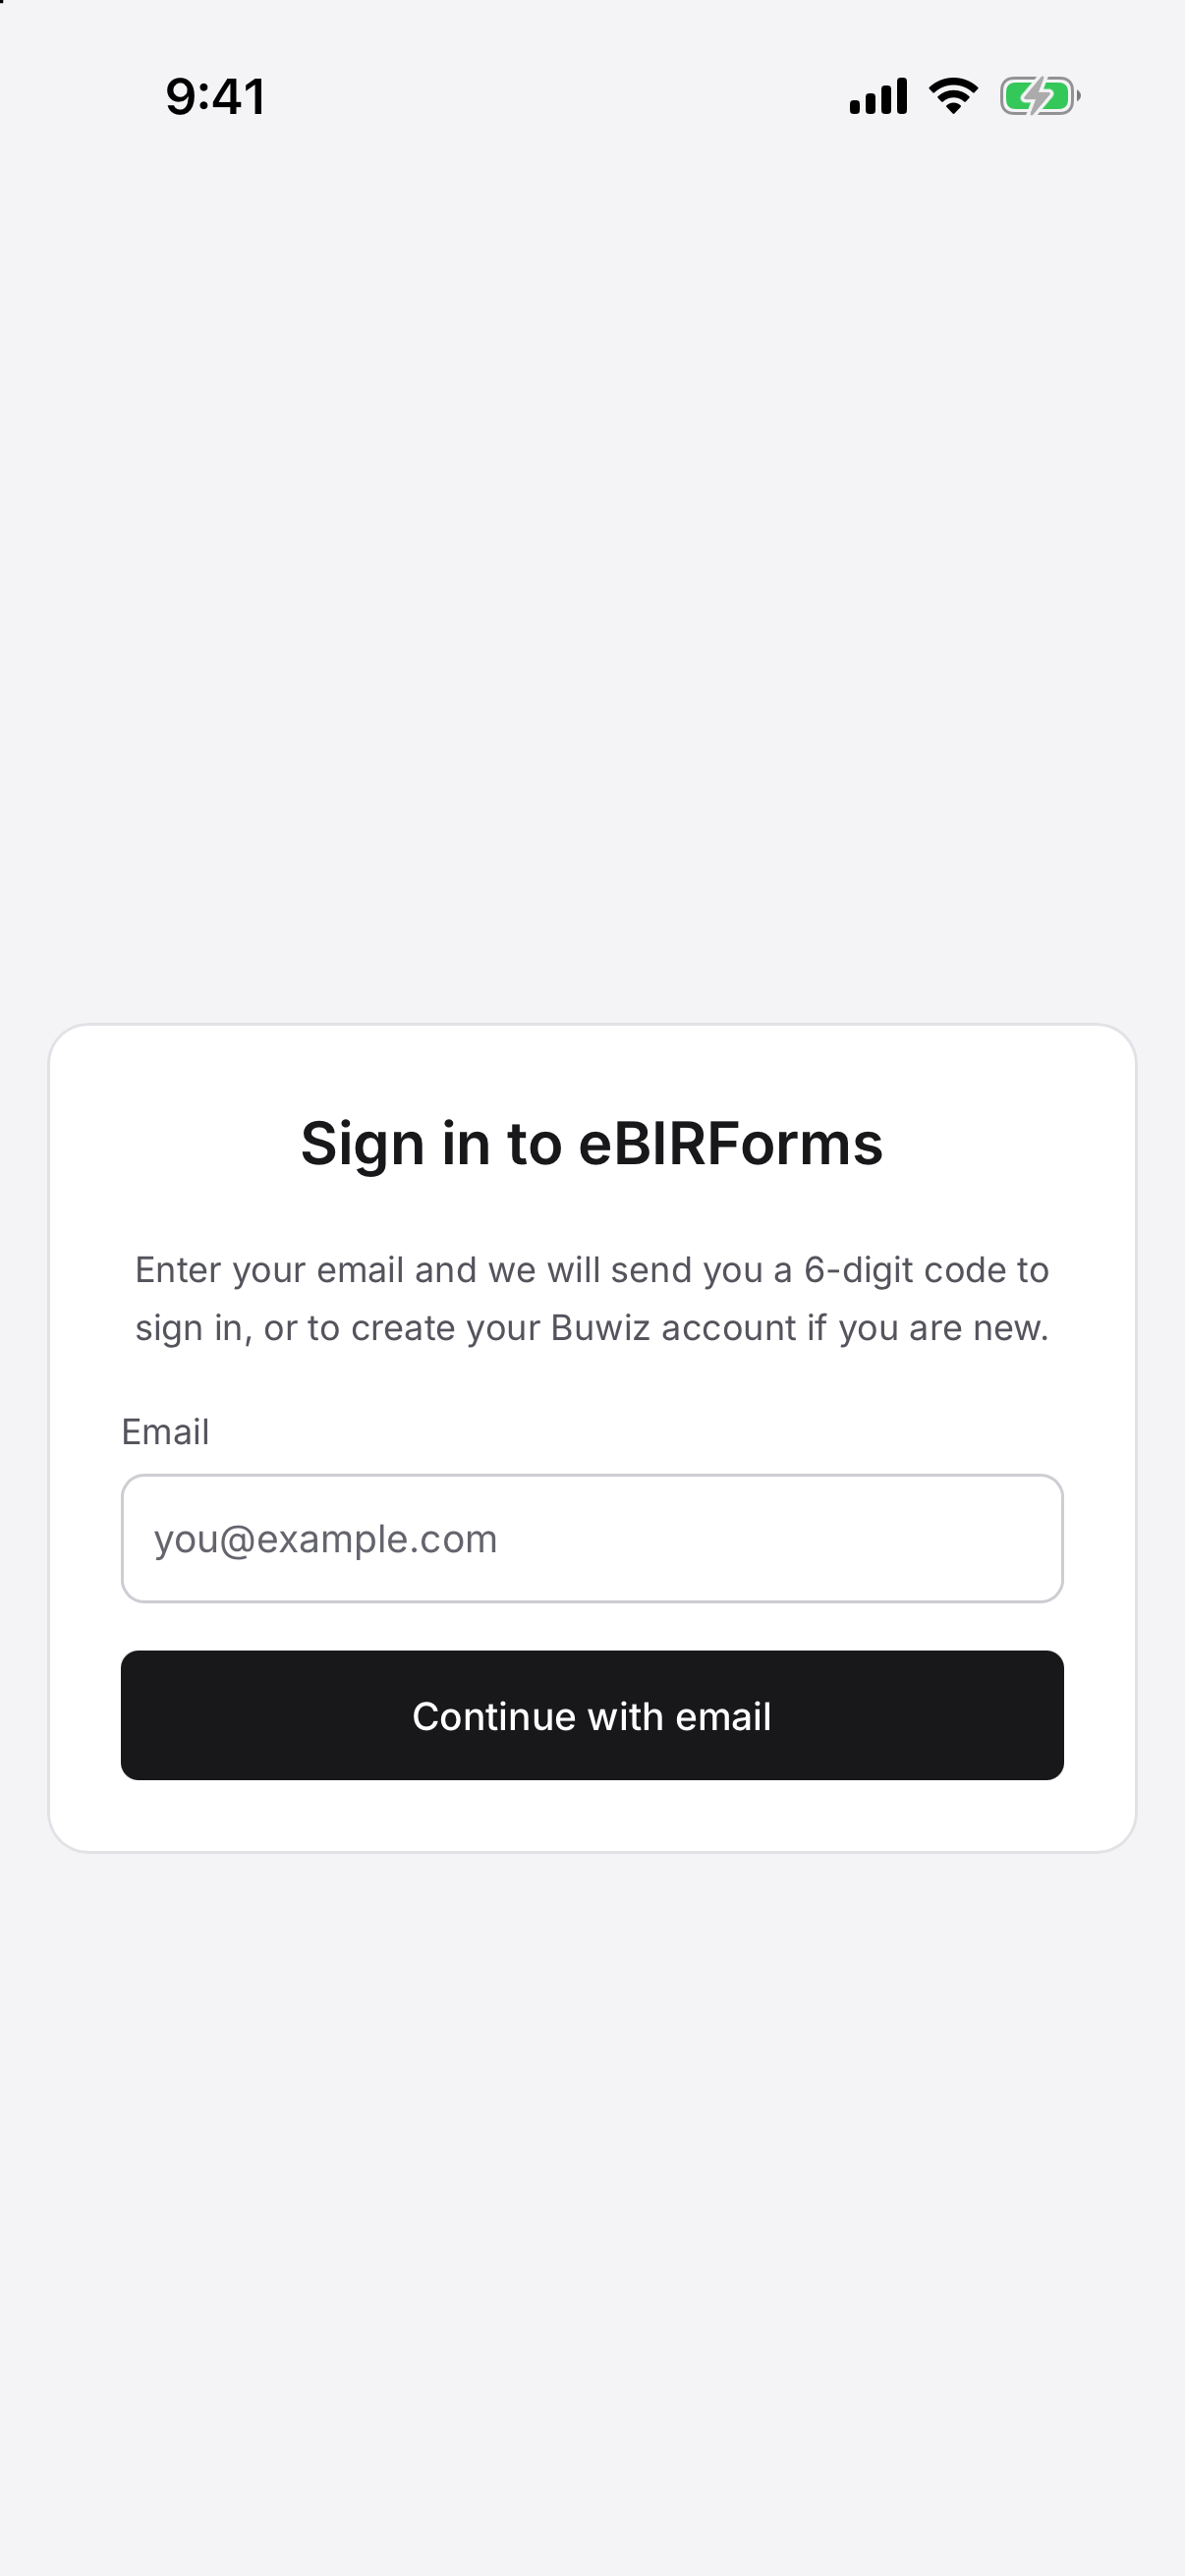 9:41
Sign in to eBIRForms
Enter your email and we will send you a 6-digit code to
sign in, or to create your Buwiz account if you are new.
Email
you@example.com
Continue with email